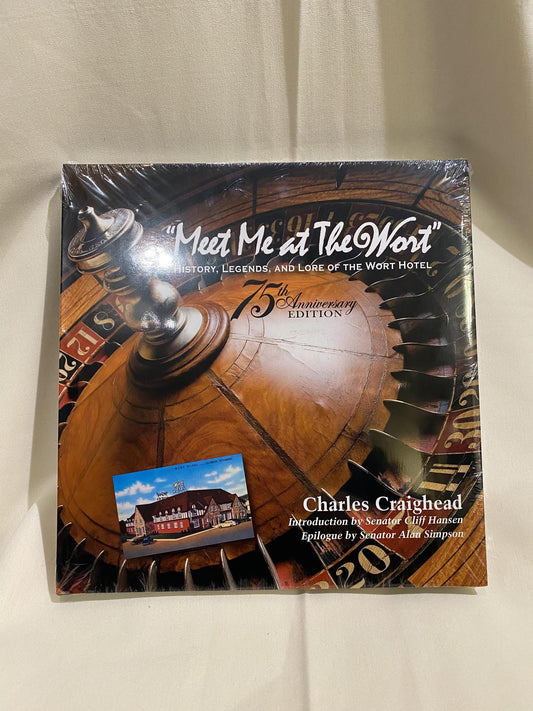 "Meet Me at The Wort"
HISTORY, LEGENDS, AND LORE OF THE WORT HOTEL
75th Anniversary
EDITION
Charles Craighead
Introduction by Senator Cliff Hansen
Epilogue by Senator Alan Simpson
20